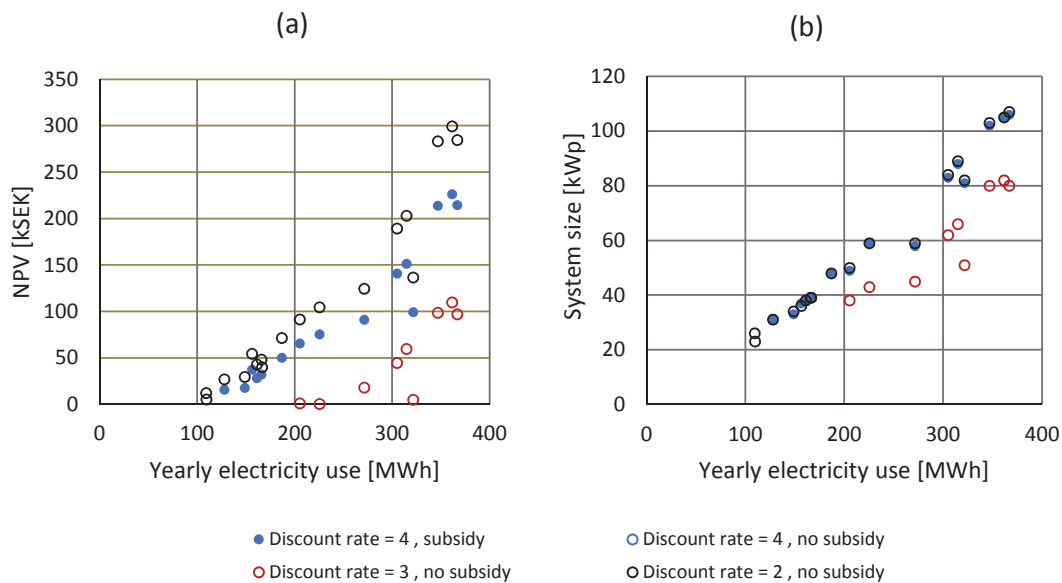 (a)
350
300
250
200
150
100
50
0
NPV [kSEK]
0 100 200 300 400
Yearly electricity use [MWh]
(b)
120
100
80
60
40
20
0
System size [kWp]
0 100 200 300 400
Yearly electricity use [MWh]
Discount rate = 4 , subsidy
Discount rate = 4 , no subsidy
Discount rate = 3 , no subsidy
Discount rate = 2 , no subsidy